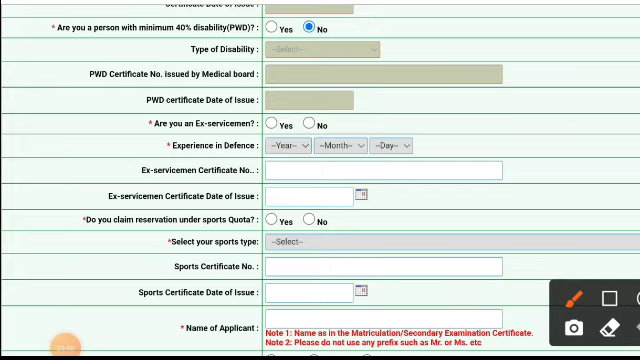 Certificate Date of Issue :
* Are you a person with minimum 40% disability(PWD)? : Yes No
Type of Disability : --Select--
PWD Certificate No. issued by Medical board :
PWD certificate Date of Issue :
* Are you an Ex-servicemen? : Yes No
* Experience in Defence : --Year-- --Month-- --Day--
Ex-servicemen Certificate No.. :
Ex-servicemen Certificate Date of Issue :
*Do you claim reservation under sports Quota? : Yes No
*Select your sports type: --Select--
Sports Certificate No. :
Sports Certificate Date of Issue :
* Name of Applicant :
Note 1: Name as in the Matriculation/Secondary Examination Certificate.
Note 2: Please do not use any prefix such as Mr. or Ms. etc